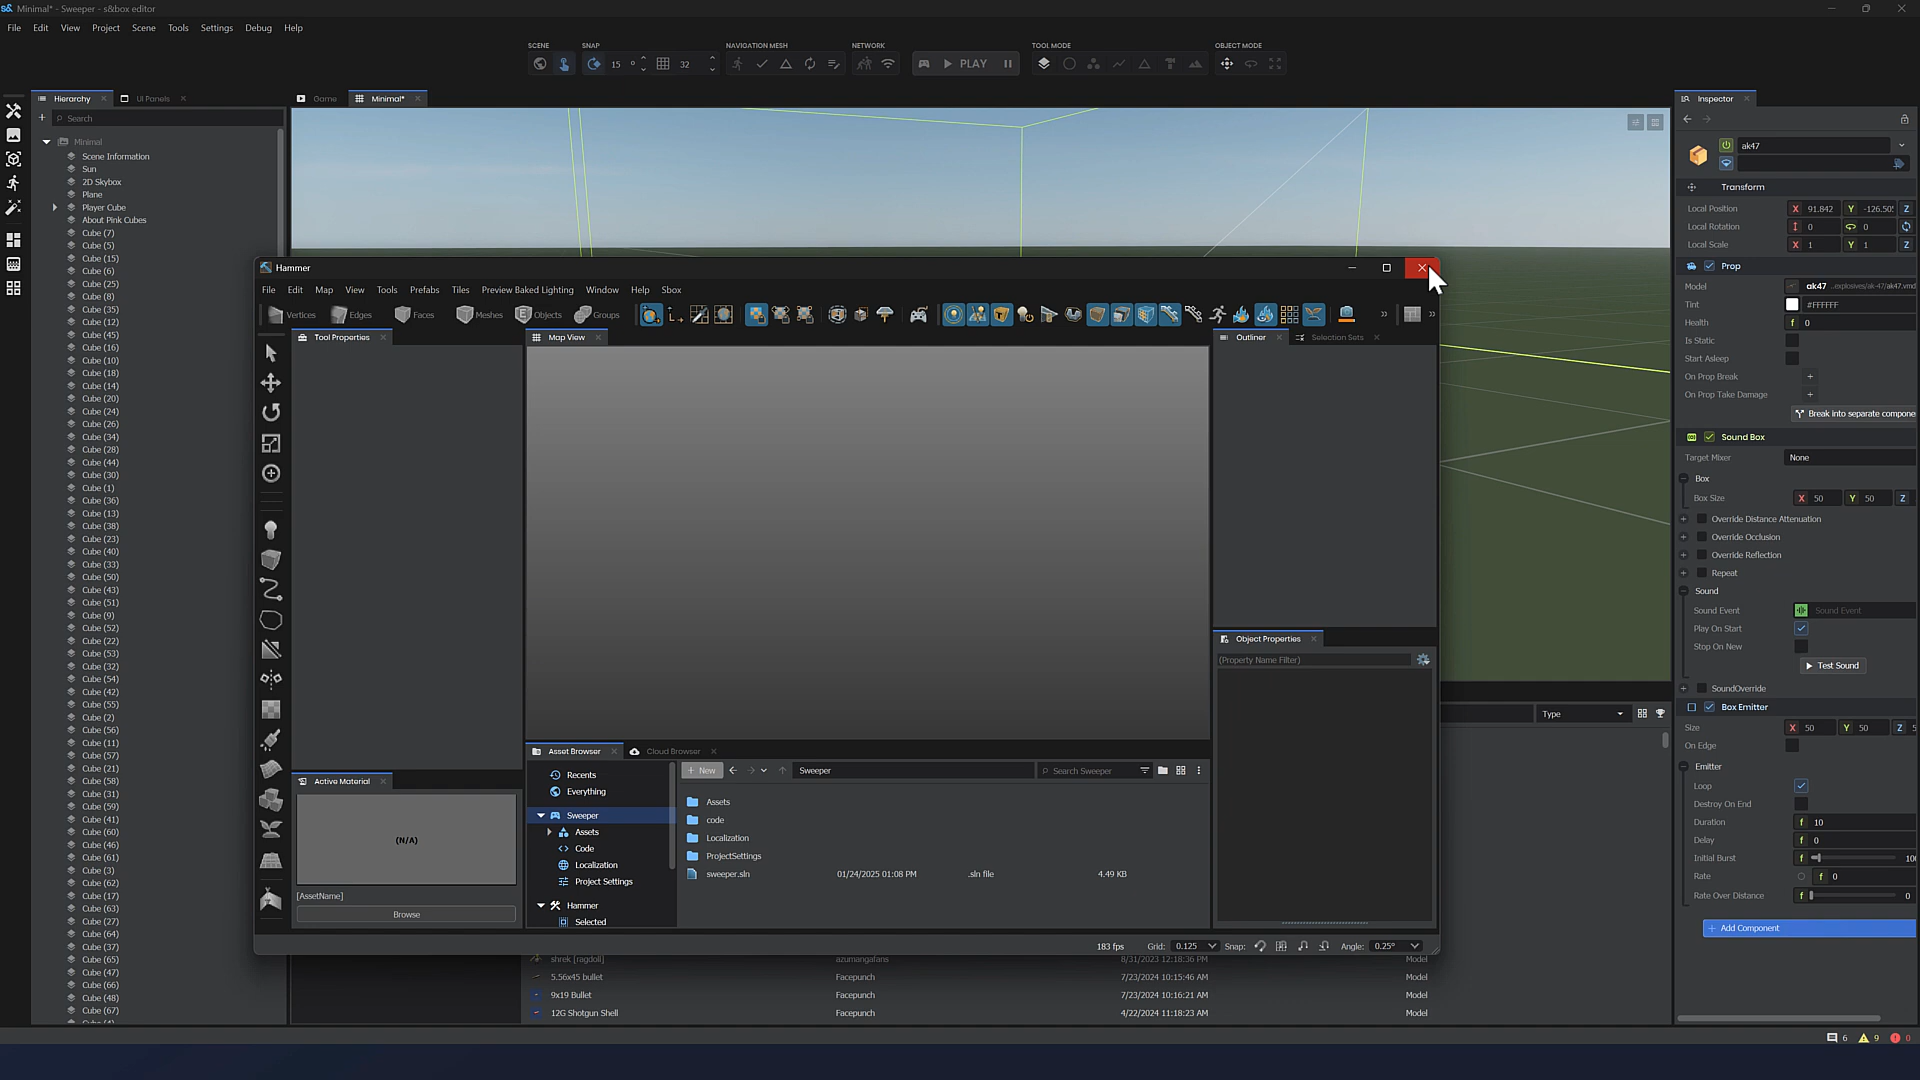 Minimal* - Sweeper - s&box editor
File Edit View Project Scene Tools Settings Debug Help
SCENE SNAP NAVIGATION MESH NETWORK TOOL MODE OBJECT MODE
15 ° 32 PLAY
Hierarchy UI Panels Game Minimal* Inspector
Search
Minimal
Scene Information
Sun
2D Skybox
Plane
Player Cube
About Pink Cubes
Cube (7)
Cube (5)
Cube (15)
Cube (6)
Cube (25)
Cube (8)
Cube (35)
Cube (12)
Cube (45)
Cube (16)
Cube (10)
Cube (18)
Cube (14)
Cube (20)
Cube (24)
Cube (26)
Cube (34)
Cube (28)
Cube (44)
Cube (30)
Cube (1)
Cube (36)
Cube (13)
Cube (38)
Cube (23)
Cube (40)
Cube (33)
Cube (50)
Cube (43)
Cube (51)
Cube (9)
Cube (52)
Cube (22)
Cube (53)
Cube (32)
Cube (54)
Cube (42)
Cube (55)
Cube (2)
Cube (56)
Cube (11)
Cube (57)
Cube (21)
Cube (58)
Cube (31)
Cube (59)
Cube (41)
Cube (60)
Cube (46)
Cube (61)
Cube (3)
Cube (62)
Cube (17)
Cube (63)
Cube (27)
Cube (64)
Cube (37)
Cube (65)
Cube (47)
Cube (66)
Cube (48)
Cube (67)
Hammer
File Edit Map View Tools Prefabs Tiles Preview Baked Lighting Window Help Sbox
Vertices Edges Faces Meshes Objects Groups
Tool Properties Map View Outliner Selection Sets
Object Properties
(Property Name Filter)
Active Material
(N/A)
[AssetName]
Browse
Asset Browser Cloud Browser
New Sweeper Search Sweeper
Recents
Everything
Sweeper
Assets
Code
Localization
Project Settings
Hammer
Selected
Assets
code
Localization
ProjectSettings
sweeper.sln 01/24/2025 01:08 PM .sln file 4.49 KB
183 fps Grid: 0.125 Snap: Angle: 0.25°
Type
shrek [ragdoll] azumangafans 8/31/2023 12:18:36 PM Model
5.56x45 bullet Facepunch 7/23/2024 10:15:46 AM Model
9x19 Bullet Facepunch 7/23/2024 10:16:21 AM Model
12G Shotgun Shell Facepunch 4/22/2024 11:18:23 AM Model
ak47
Transform
Local Position X 91.842 Y -126.50 Z
Local Rotation 0 0
Local Scale X 1 Y 1 Z
Prop
Model ak47 ...explosives/ak-47/ak47.vmd
Tint #FFFFFF
Health f 0
Is Static
Start Asleep
On Prop Break +
On Prop Take Damage +
Break into separate compone
Sound Box
Target Mixer None
Box
Box Size X 50 Y 50 Z
Override Distance Attenuation
Override Occlusion
Override Reflection
Repeat
Sound
Sound Event Sound Event
Play On Start
Stop On New
Test Sound
SoundOverride
Box Emitter
Size X 50 Y 50 Z 5
On Edge
Emitter
Loop
Destroy On End
Duration f 10
Delay f 0
Initial Burst f 10
Rate f 0
Rate Over Distance f 0
Add Component
6 9 0